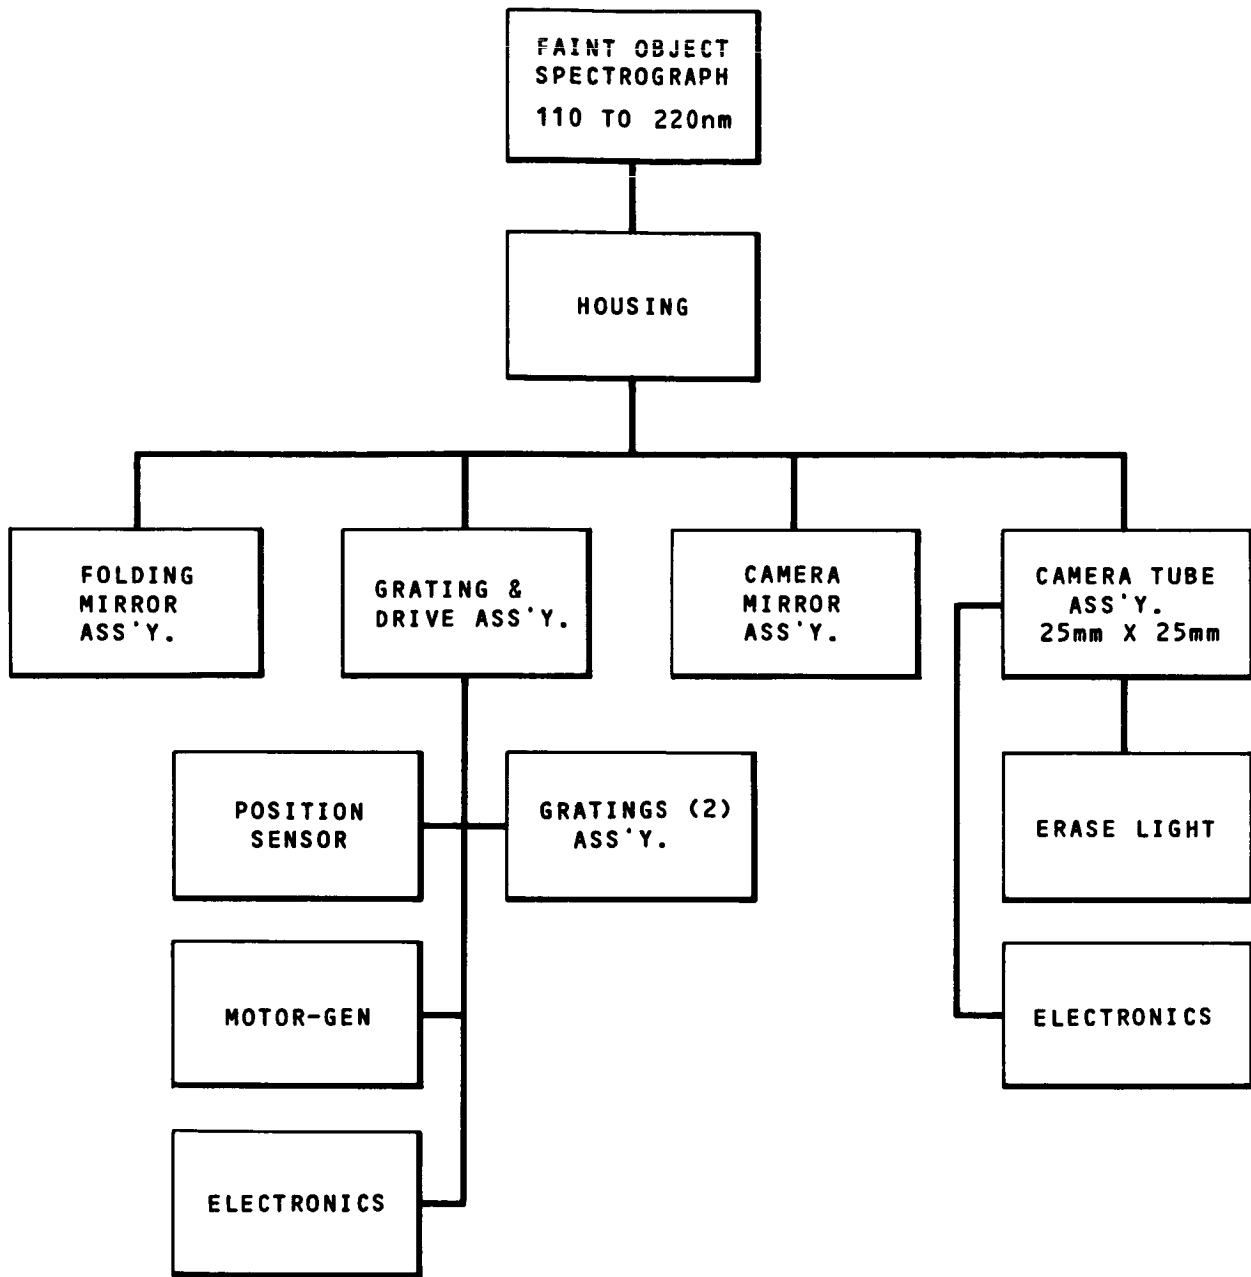 FAINT OBJECT
SPECTROGRAPH
110 TO 220nm
HOUSING
FOLDING
MIRROR
ASS'Y.
GRATING &
DRIVE ASS'Y.
CAMERA
MIRROR
ASS'Y.
CAMERA TUBE
ASS'Y.
25mm X 25mm
POSITION
SENSOR
GRATINGS (2)
ASS'Y.
ERASE LIGHT
MOTOR-GEN
ELECTRONICS
ELECTRONICS